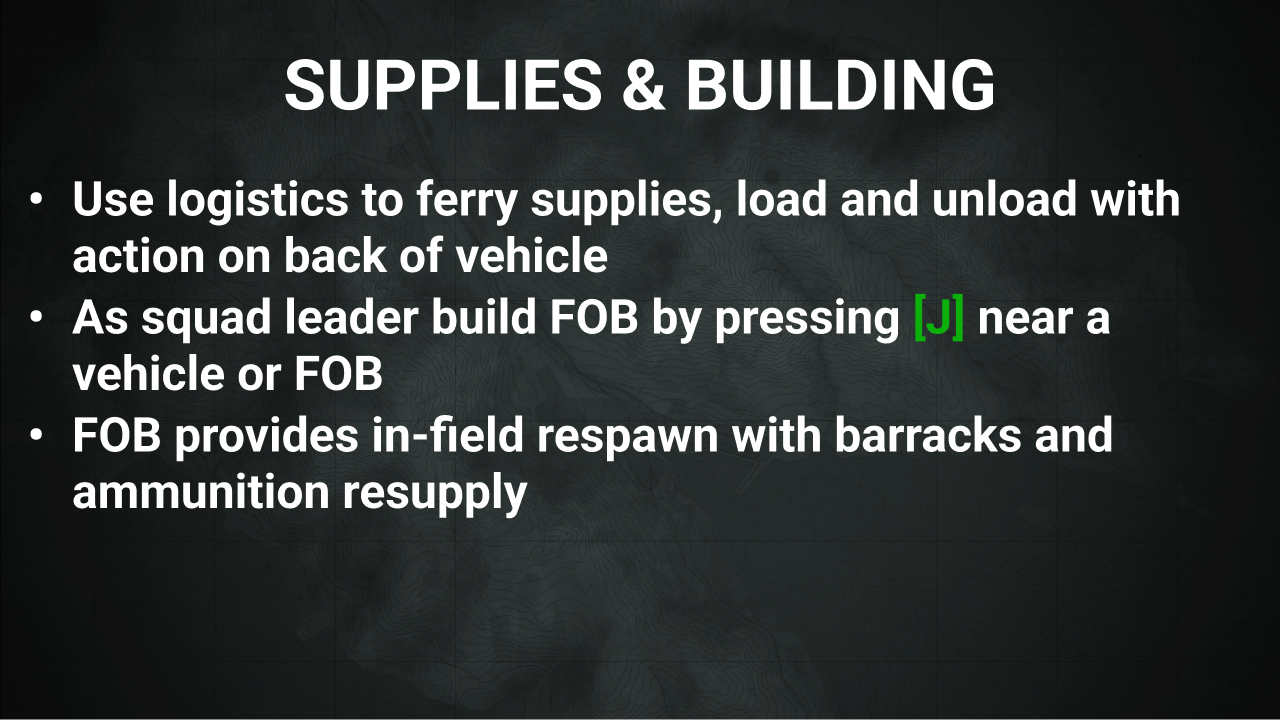 SUPPLIES & BUILDING
• Use logistics to ferry supplies, load and unload with
action on back of vehicle
• As squad leader build FOB by pressing [J] near a
vehicle or FOB
• FOB provides in-field respawn with barracks and
ammunition resupply